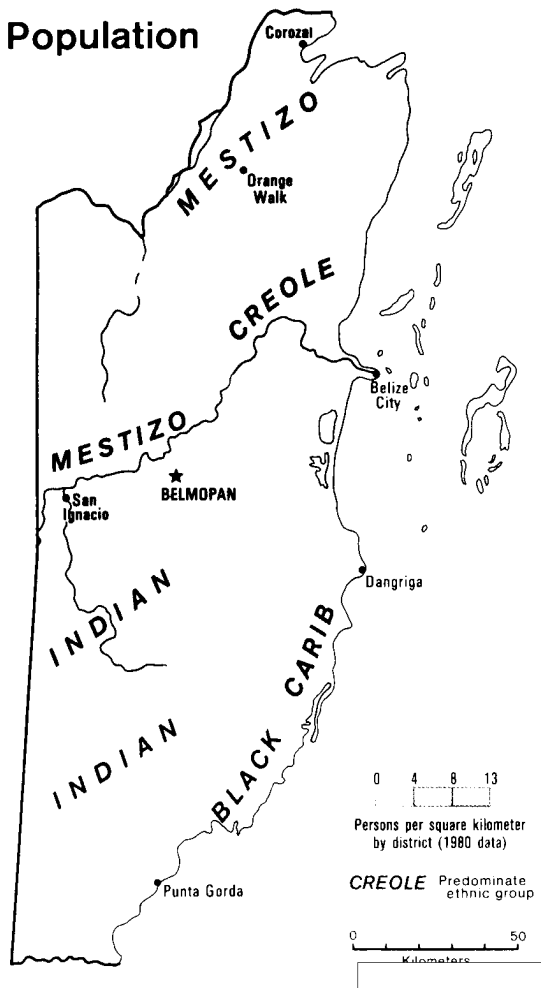 Population
Corozal
MESTIZO
Orange
Walk
CREOLE
Belize
City
MESTIZO
BELMOPAN
San
Ignacio
Dangriga
INDIAN
BLACK CARIB
INDIAN
0 4 8 13
Persons per square kilometer
by district (1980 data)
Punta Gorda
CREOLE Predominate
ethnic group
0 50
Kilometers